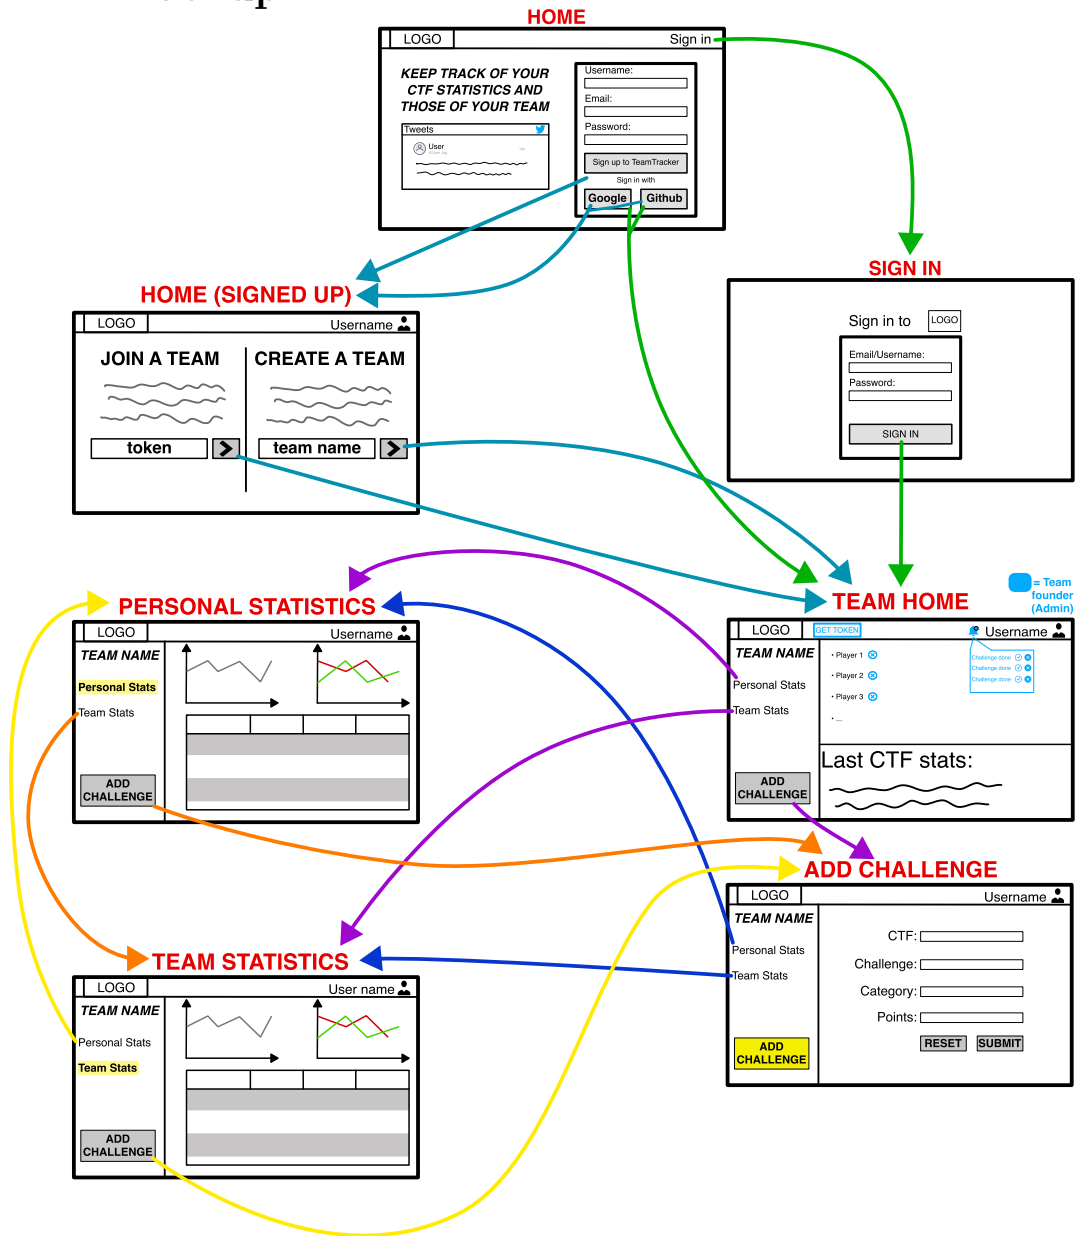 HOME
LOGO
Sign in
KEEP TRACK OF YOUR
CTF STATISTICS AND
THOSE OF YOUR TEAM
Tweets
User
Username:
Email:
Password:
Sign up to TeamTracker
Sign in with
Google
Github
SIGN IN
Sign in to
LOGO
Email/Username:
Password:
SIGN IN
HOME (SIGNED UP)
LOGO
Username
JOIN A TEAM
CREATE A TEAM
token
team name
PERSONAL STATISTICS
LOGO
Username
TEAM NAME
Personal Stats
Team Stats
ADD
CHALLENGE
= Team
founder
(Admin)
TEAM HOME
LOGO
GET TOKEN
Username
TEAM NAME
Personal Stats
Team Stats
ADD
CHALLENGE
• Player 1
• Player 2
• Player 3
• ...
Challenge done
Challenge done
Challenge done
Last CTF stats:
ADD CHALLENGE
LOGO
Username
TEAM NAME
Personal Stats
Team Stats
ADD
CHALLENGE
CTF:
Challenge:
Category:
Points:
RESET
SUBMIT
TEAM STATISTICS
LOGO
User name
TEAM NAME
Personal Stats
Team Stats
ADD
CHALLENGE